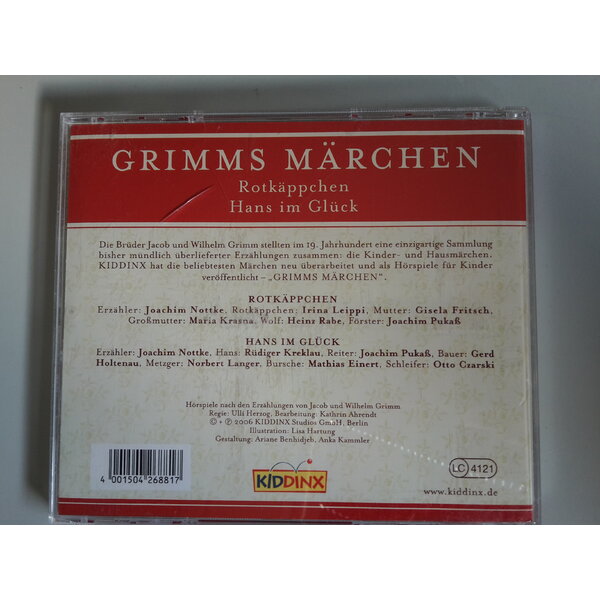 GRIMMS MÄRCHEN
Rotkäppchen
Hans im Glück
Die Brüder Jacob und Wilhelm Grimm stellten im 19. Jahrhundert eine einzigartige Sammlung
bisher mündlich überlieferter Erzählungen zusammen: die Kinder- und Hausmärchen.
KIDDINX hat die beliebtesten Märchen neu überarbeitet und als Hörspiele für Kinder
veröffentlicht – „GRIMMS MÄRCHEN“.
ROTKÄPPCHEN
Erzähler: Joachim Nottke, Rotkäppchen: Irina Leippi, Mutter: Gisela Fritsch,
Großmutter: Maria Krasna, Wolf: Heinz Rabe, Förster: Joachim Pukaß
HANS IM GLÜCK
Erzähler: Joachim Nottke, Hans: Rüdiger Kreklau, Reiter: Joachim Pukaß, Bauer: Gerd
Holtenau, Metzger: Norbert Langer, Bursche: Mathias Einert, Schleifer: Otto Czarski
Hörspiele nach den Erzählungen von Jacob und Wilhelm Grimm
Regie: Ulli Herzog, Bearbeitung: Kathrin Ahrendt
© + ℗ 2006 KIDDINX Studios GmbH, Berlin
Illustration: Lisa Hartung
Gestaltung: Ariane Benhidjeb, Anka Kammler
4 001504 268817
KIDDINX
LC 4121
www.kiddinx.de